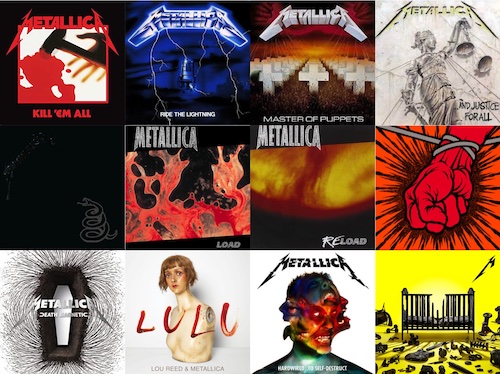 METALLICA
KILL 'EM ALL
METALLICA
RIDE THE LIGHTNING
METALLICA
MASTER OF PUPPETS
METALLICA
...AND JUSTICE
FOR ALL
METALLICA
LOAD
METALLICA
RELOAD
METALLICA
DEATH MAGNETIC
LULU
LOU REED & METALLICA
METALLICA
HARDWIRED...TO SELF-DESTRUCT
M